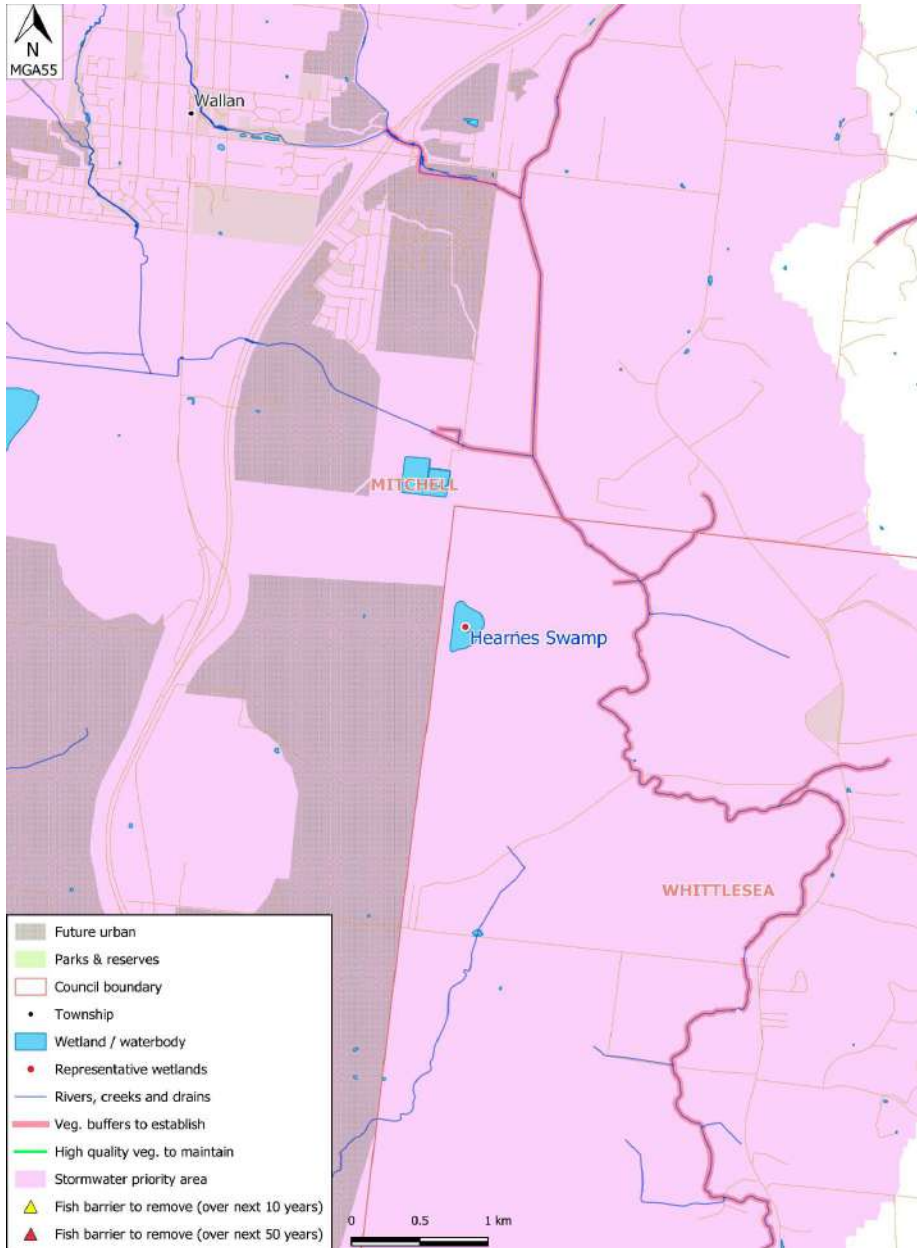 N
MGA55
Wallan
MITCHELL
Hearnes Swamp
WHITTLESEA
Future urban
Parks & reserves
Council boundary
Township
Wetland / waterbody
Representative wetlands
Rivers, creeks and drains
Veg. buffers to establish
High quality veg. to maintain
Stormwater priority area
Fish barrier to remove (over next 10 years)
Fish barrier to remove (over next 50 years)
0 0.5 1 km